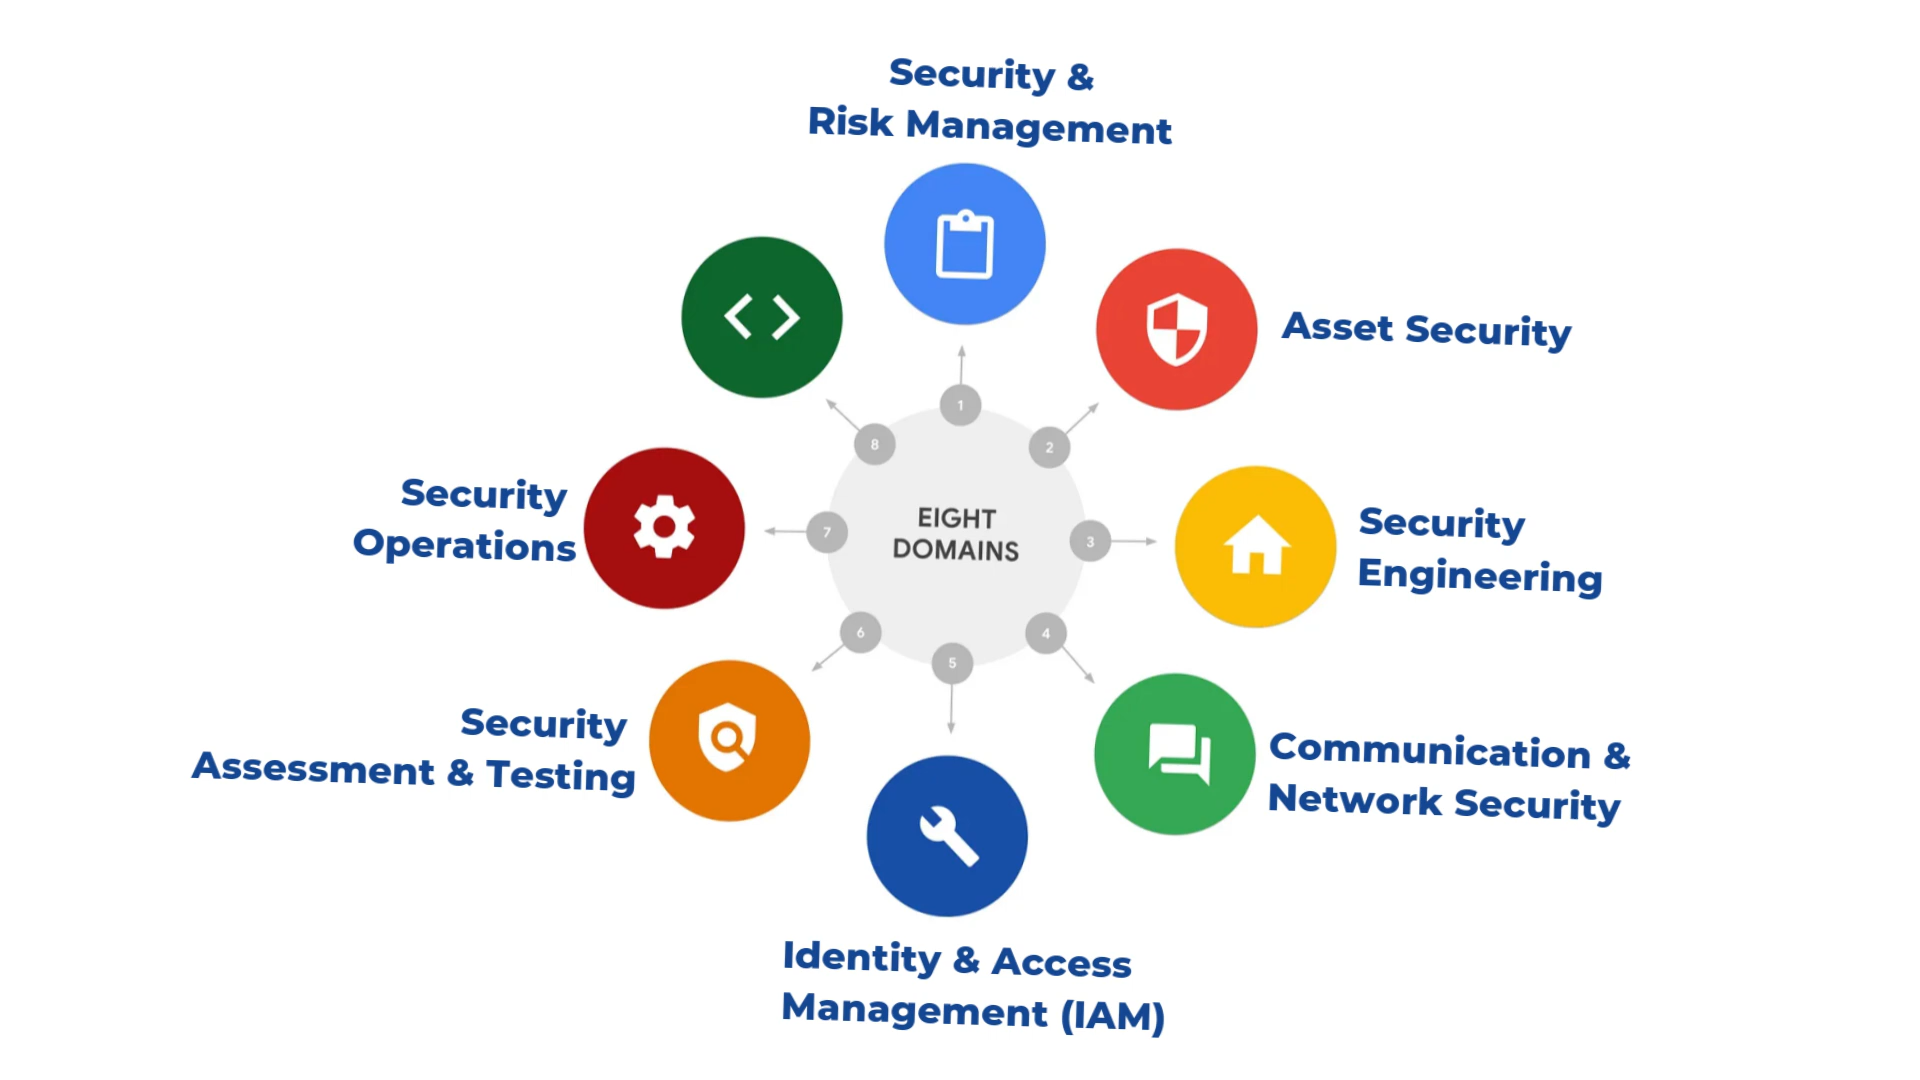 Security &
Risk Management
Asset Security
Security
Engineering
Communication &
Network Security
Identity & Access
Management (IAM)
Security
Assessment & Testing
Security
Operations
EIGHT
DOMAINS
1
2
3
4
5
6
7
8